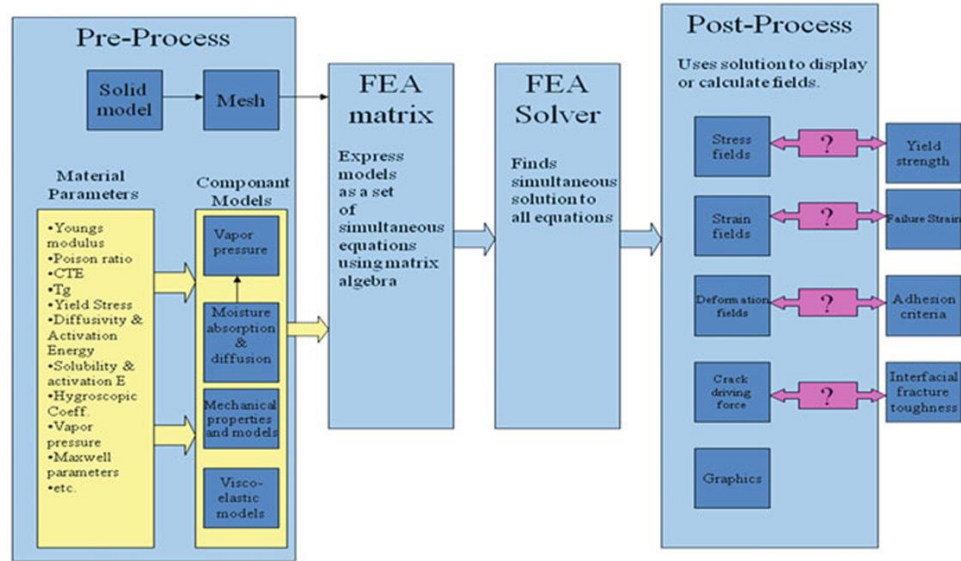 Pre-Process
Solid
model
Mesh
Material
Parameters
•Youngs
modulus
•Poison ratio
•CTE
•Tg
•Yield Stress
•Diffusivity &
Activation
Energy
•Solubility &
activation E
•Hygroscopic
Coeff.
•Vapor
pressure
•Maxwell
parameters
•etc.
Componant
Models
Vapor
pressure
Moisture
absorption
&
diffusion
Mechanical
properties
and models
Visco-
elastic
models
FEA
matrix
Express
models
as a set
of
simultaneous
equations
using matrix
algebra
FEA
Solver
Finds
simultaneous
solution to
all equations
Post-Process
Uses solution to display
or calculate fields.
Stress
fields
?
Yield
strength
Strain
fields
?
Failure Strain
Deformation
fields
?
Adhesion
criteria
Crack
driving
force
?
Interfacial
fracture
toughness
Graphics